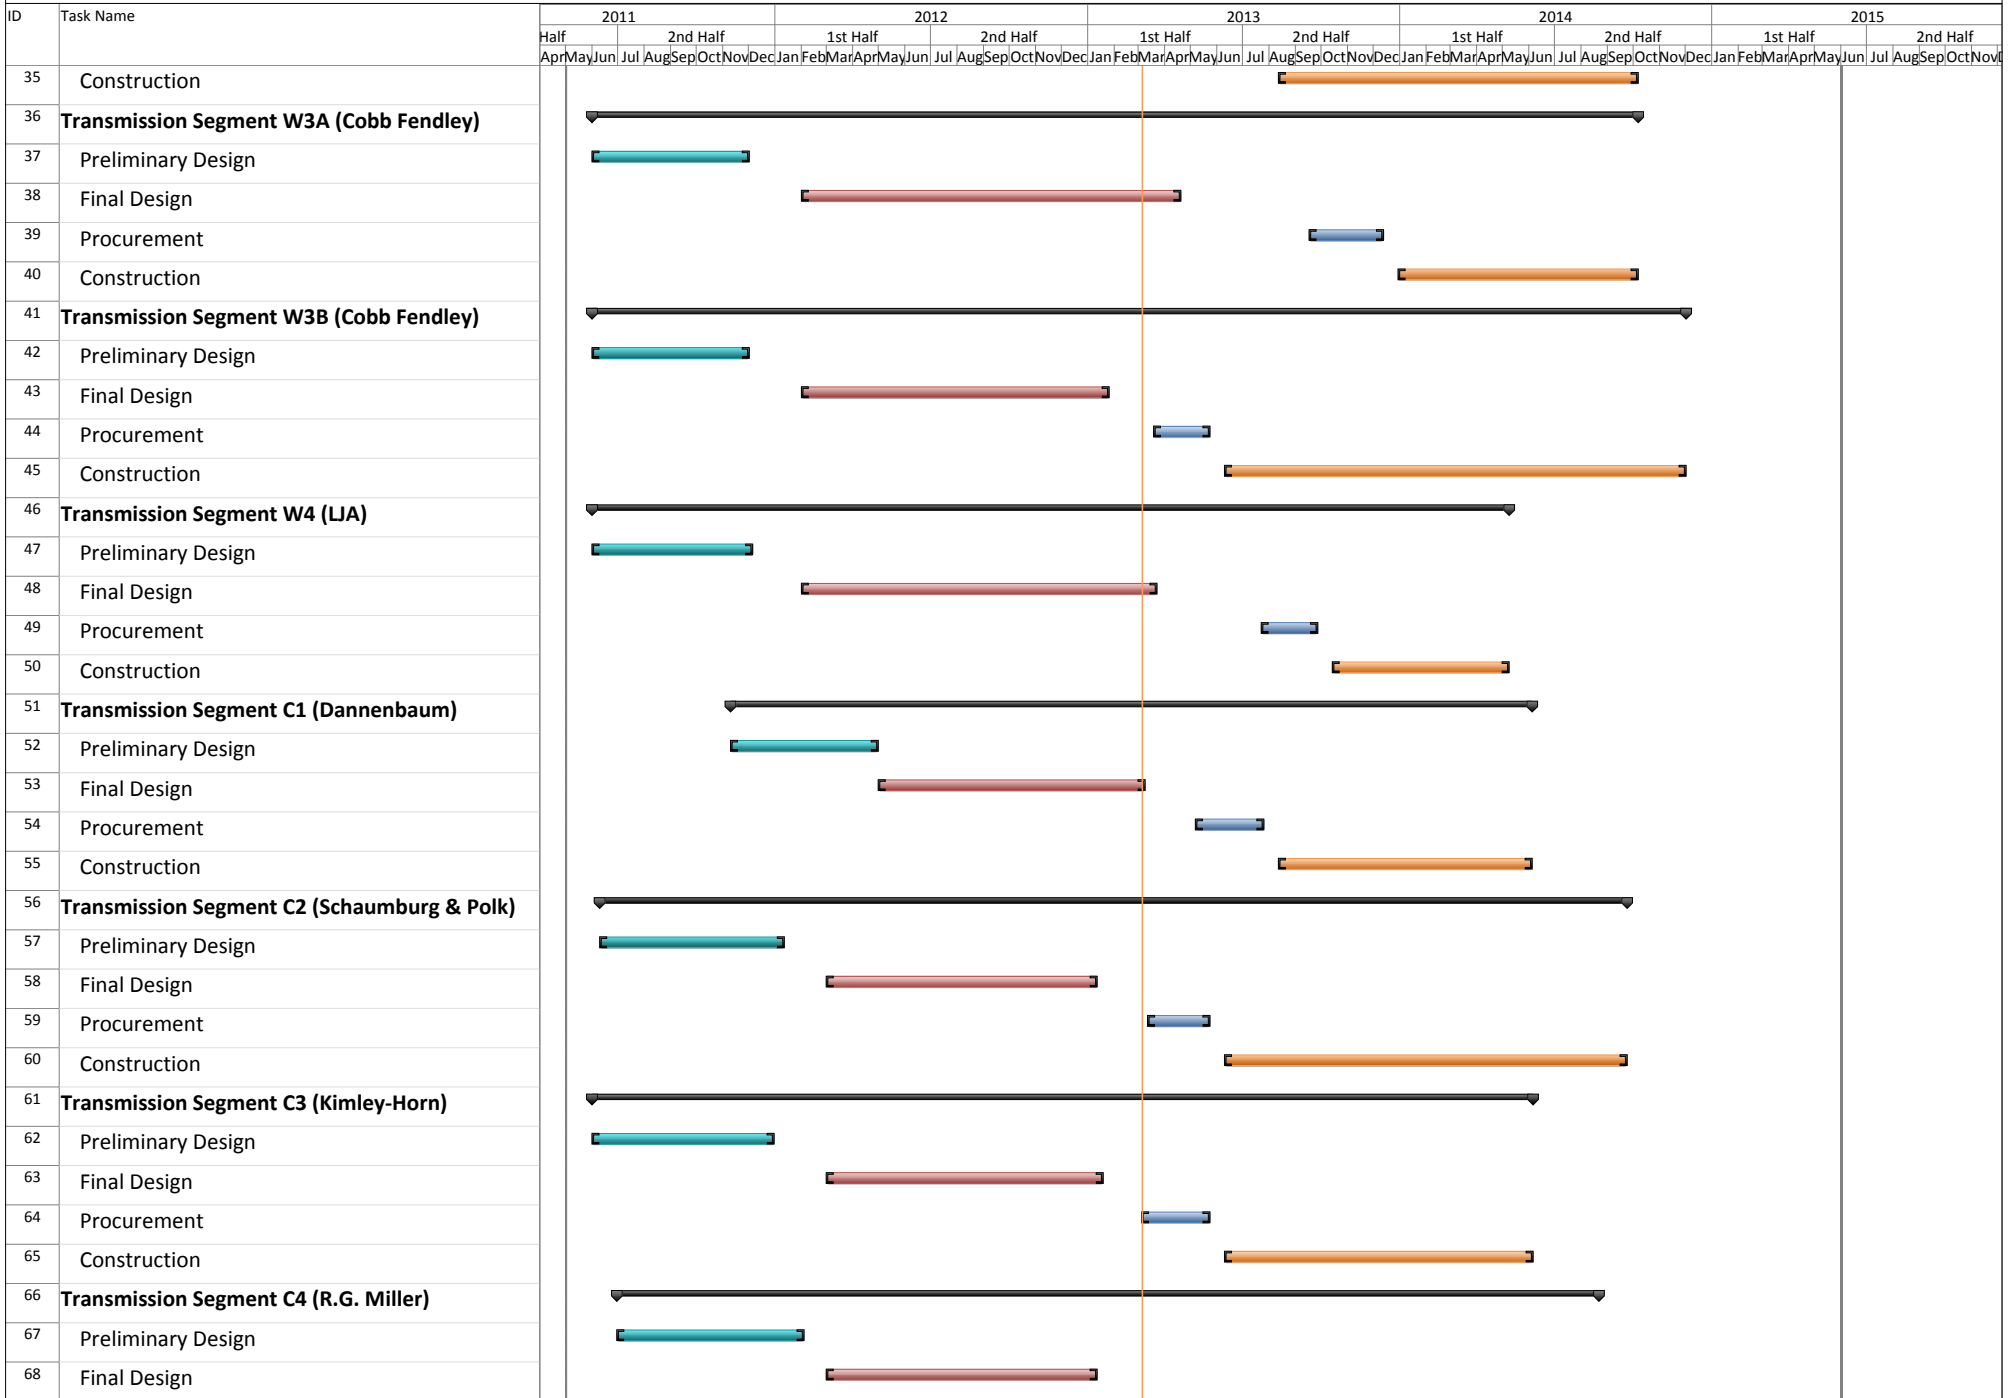 ID Task Name 2011 2012 2013 2014 2015
Half 2nd Half 1st Half 2nd Half 1st Half 2nd Half 1st Half 2nd Half 1st Half 2nd Half
Apr May Jun Jul Aug Sep Oct Nov Dec Jan Feb Mar Apr May Jun Jul Aug Sep Oct Nov Dec Jan Feb Mar Apr May Jun Jul Aug Sep Oct Nov Dec Jan Feb Mar Apr May Jun Jul Aug Sep Oct Nov Dec Jan Feb Mar Apr May Jun Jul Aug Sep Oct Nov
35 Construction
36 Transmission Segment W3A (Cobb Fendley)
37 Preliminary Design
38 Final Design
39 Procurement
40 Construction
41 Transmission Segment W3B (Cobb Fendley)
42 Preliminary Design
43 Final Design
44 Procurement
45 Construction
46 Transmission Segment W4 (LJA)
47 Preliminary Design
48 Final Design
49 Procurement
50 Construction
51 Transmission Segment C1 (Dannenbaum)
52 Preliminary Design
53 Final Design
54 Procurement
55 Construction
56 Transmission Segment C2 (Schaumburg & Polk)
57 Preliminary Design
58 Final Design
59 Procurement
60 Construction
61 Transmission Segment C3 (Kimley-Horn)
62 Preliminary Design
63 Final Design
64 Procurement
65 Construction
66 Transmission Segment C4 (R.G. Miller)
67 Preliminary Design
68 Final Design